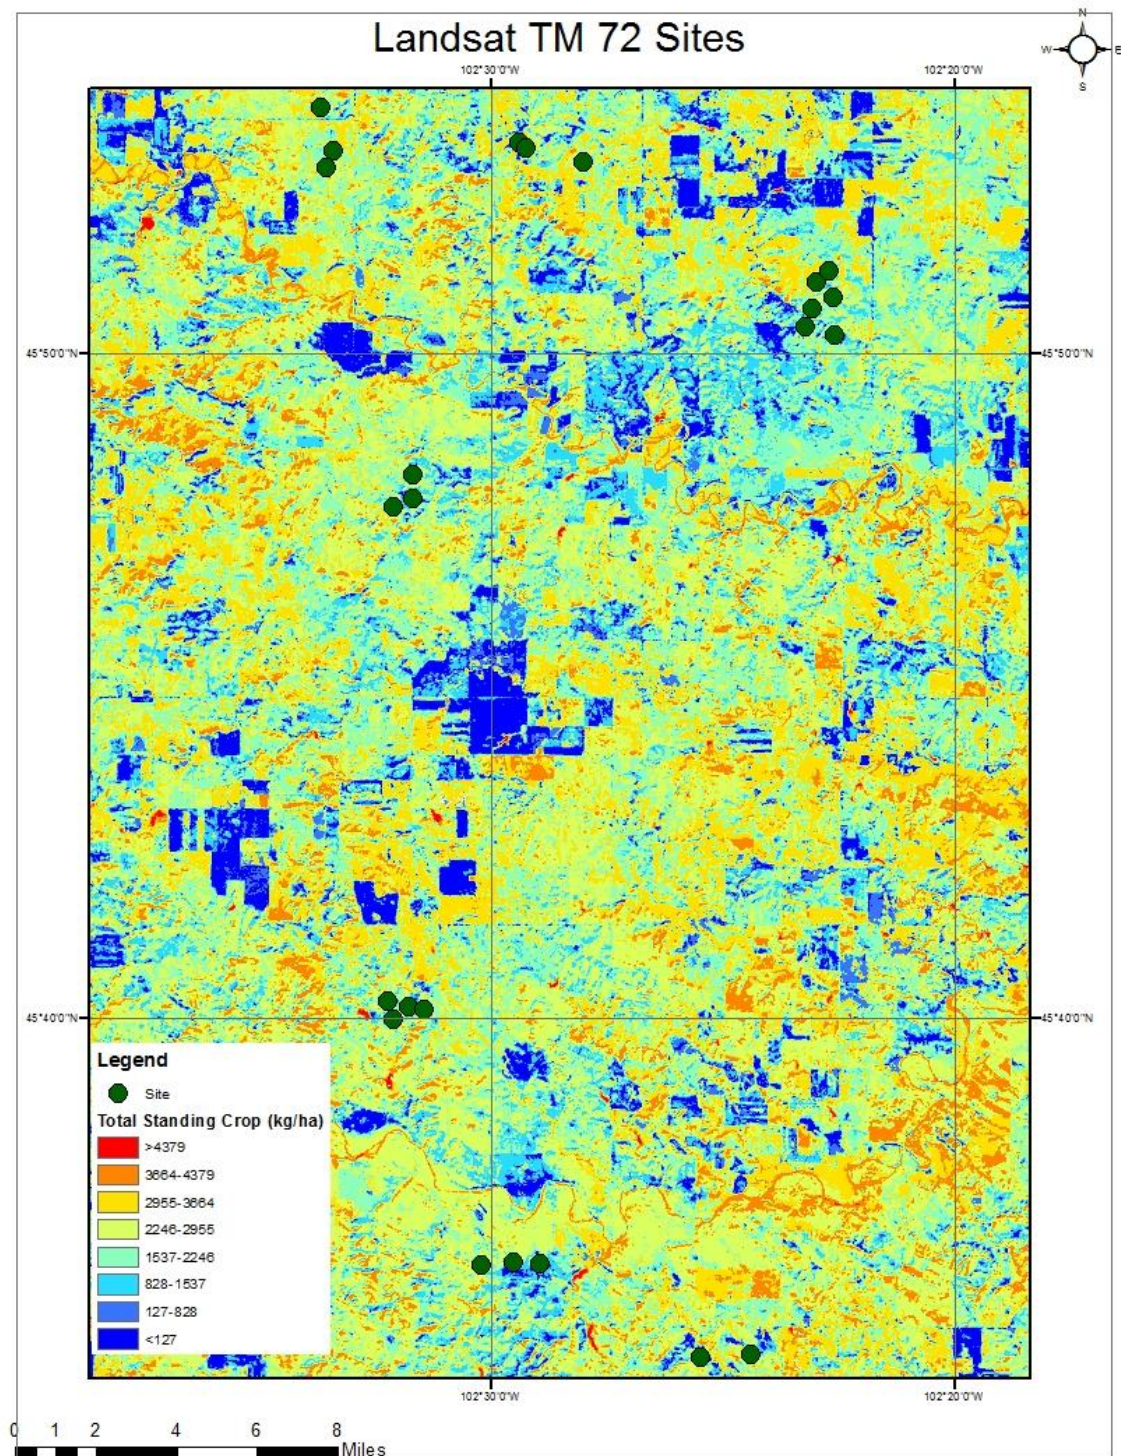 Landsat TM 72 Sites
N
W
E
S
102°30'0"W
102°20'0"W
45°50'0"N
45°50'0"N
45°40'0"N
45°40'0"N
Legend
Site
Total Standing Crop (kg/ha)
>4379
3664-4379
2955-3664
2246-2955
1537-2246
828-1537
127-828
<127
102°30'0"W
102°20'0"W
0 1 2 4 6 8
Miles